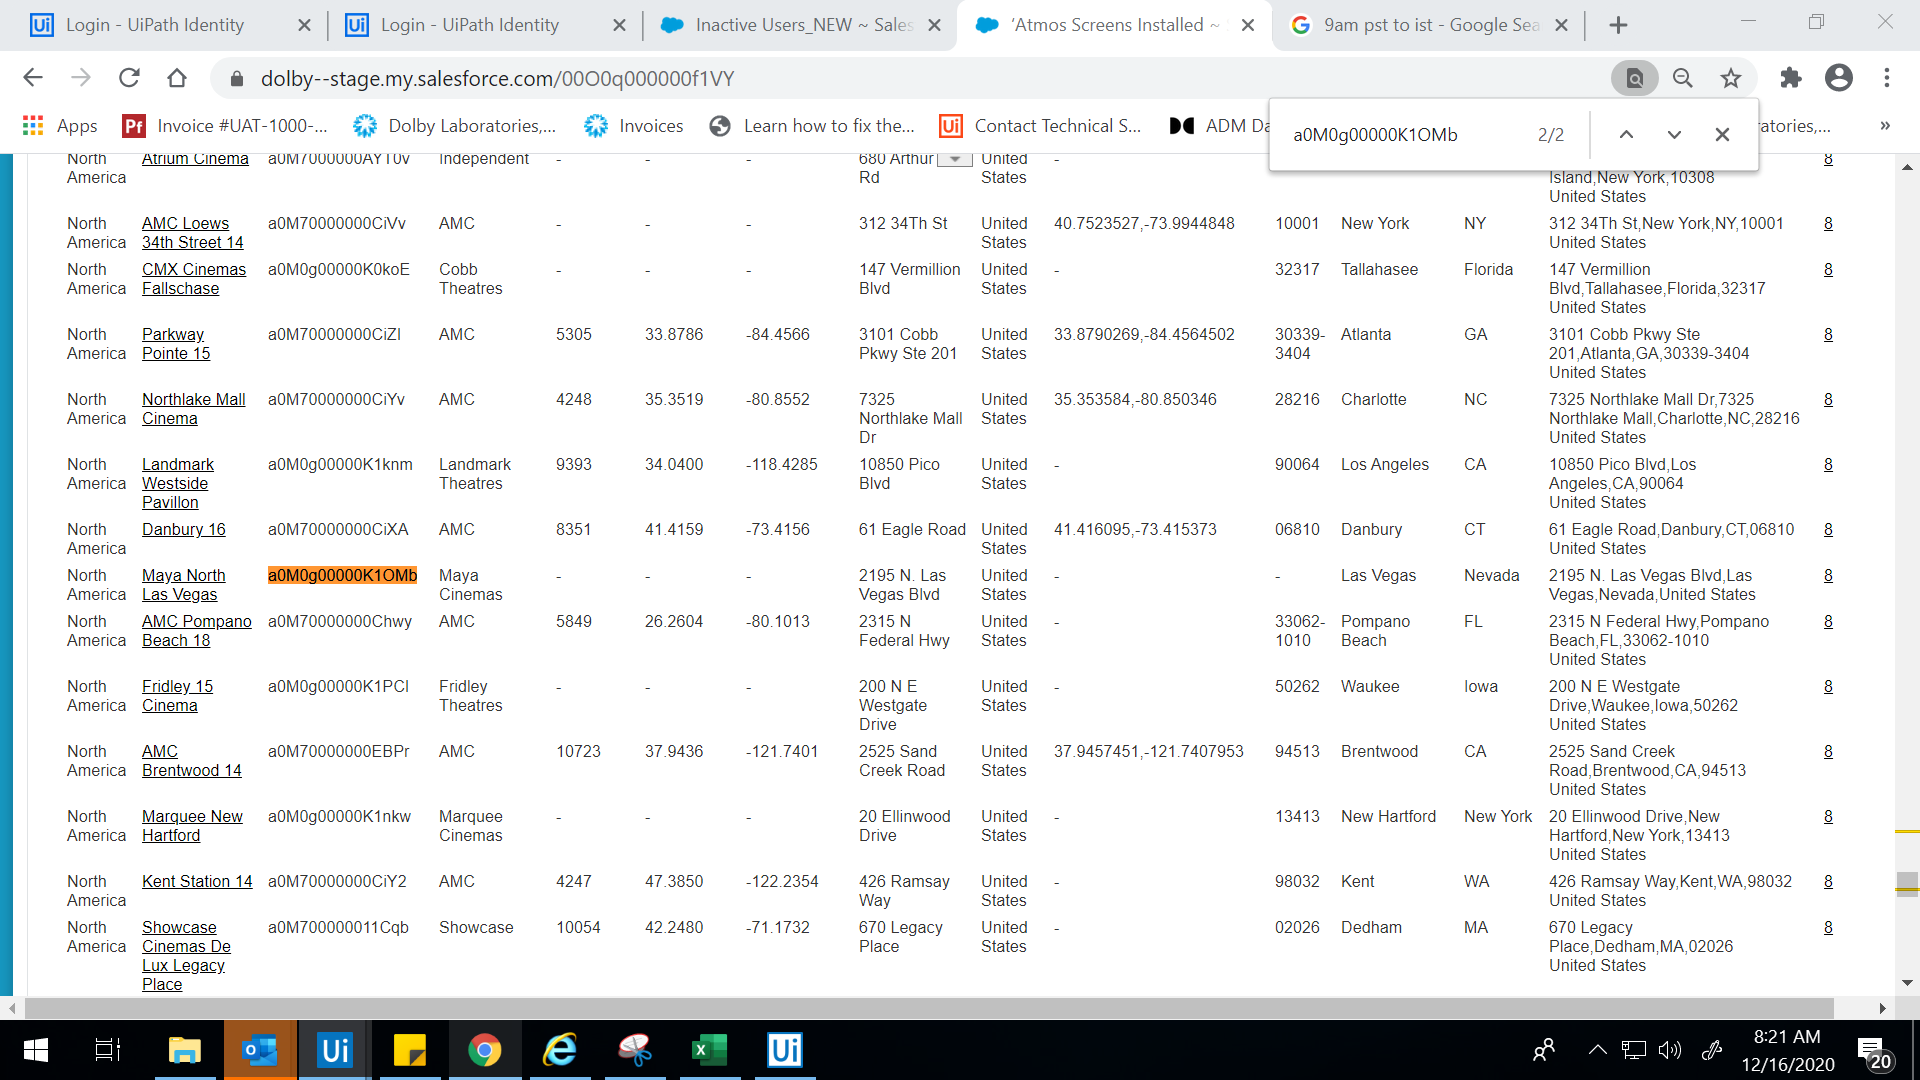 Login - UiPath Identity
Login - UiPath Identity
Inactive Users_NEW ~ Sales
‘Atmos Screens Installed ~
9am pst to ist - Google Sea
dolby--stage.my.salesforce.com/00O0q000000f1VY
Apps
Invoice #UAT-1000-...
Dolby Laboratories,...
Invoices
Learn how to fix the...
Contact Technical S...
ADM Da
ratories,...
»
a0M0g00000K1OMb 2/2
North America Atrium Cinema a0M7000000AYT0v Independent - - - 680 Arthur Rd United States - Island,New York,10308 United States 8
North America AMC Loews 34th Street 14 a0M70000000CiVv AMC - - - 312 34Th St United States 40.7523527,-73.9944848 10001 New York NY 312 34Th St,New York,NY,10001 United States 8
North America CMX Cinemas Fallschase a0M0g00000K0koE Cobb Theatres - - - 147 Vermillion Blvd United States - 32317 Tallahasee Florida 147 Vermillion Blvd,Tallahasee,Florida,32317 United States 8
North America Parkway Pointe 15 a0M70000000CiZl AMC 5305 33.8786 -84.4566 3101 Cobb Pkwy Ste 201 United States 33.8790269,-84.4564502 30339-3404 Atlanta GA 3101 Cobb Pkwy Ste 201,Atlanta,GA,30339-3404 United States 8
North America Northlake Mall Cinema a0M70000000CiYv AMC 4248 35.3519 -80.8552 7325 Northlake Mall Dr United States 35.353584,-80.850346 28216 Charlotte NC 7325 Northlake Mall Dr,7325 Northlake Mall,Charlotte,NC,28216 United States 8
North America Landmark Westside Pavillon a0M0g00000K1knm Landmark Theatres 9393 34.0400 -118.4285 10850 Pico Blvd United States - 90064 Los Angeles CA 10850 Pico Blvd,Los Angeles,CA,90064 United States 8
North America Danbury 16 a0M70000000CiXA AMC 8351 41.4159 -73.4156 61 Eagle Road United States 41.416095,-73.415373 06810 Danbury CT 61 Eagle Road,Danbury,CT,06810 United States 8
North America Maya North Las Vegas a0M0g00000K1OMb Maya Cinemas - - - 2195 N. Las Vegas Blvd United States - - Las Vegas Nevada 2195 N. Las Vegas Blvd,Las Vegas,Nevada,United States 8
North America AMC Pompano Beach 18 a0M70000000Chwy AMC 5849 26.2604 -80.1013 2315 N Federal Hwy United States - 33062-1010 Pompano Beach FL 2315 N Federal Hwy,Pompano Beach,FL,33062-1010 United States 8
North America Fridley 15 Cinema a0M0g00000K1PCl Fridley Theatres - - - 200 N E Westgate Drive United States - 50262 Waukee Iowa 200 N E Westgate Drive,Waukee,Iowa,50262 United States 8
North America AMC Brentwood 14 a0M70000000EBPr AMC 10723 37.9436 -121.7401 2525 Sand Creek Road United States 37.9457451,-121.7407953 94513 Brentwood CA 2525 Sand Creek Road,Brentwood,CA,94513 United States 8
North America Marquee New Hartford a0M0g00000K1nkw Marquee Cinemas - - - 20 Ellinwood Drive United States - 13413 New Hartford New York 20 Ellinwood Drive,New Hartford,New York,13413 United States 8
North America Kent Station 14 a0M70000000CiY2 AMC 4247 47.3850 -122.2354 426 Ramsay Way United States - 98032 Kent WA 426 Ramsay Way,Kent,WA,98032 United States 8
North America Showcase Cinemas De Lux Legacy Place a0M700000011Cqb Showcase 10054 42.2480 -71.1732 670 Legacy Place United States - 02026 Dedham MA 670 Legacy Place,Dedham,MA,02026 United States 8
8:21 AM
12/16/2020
20